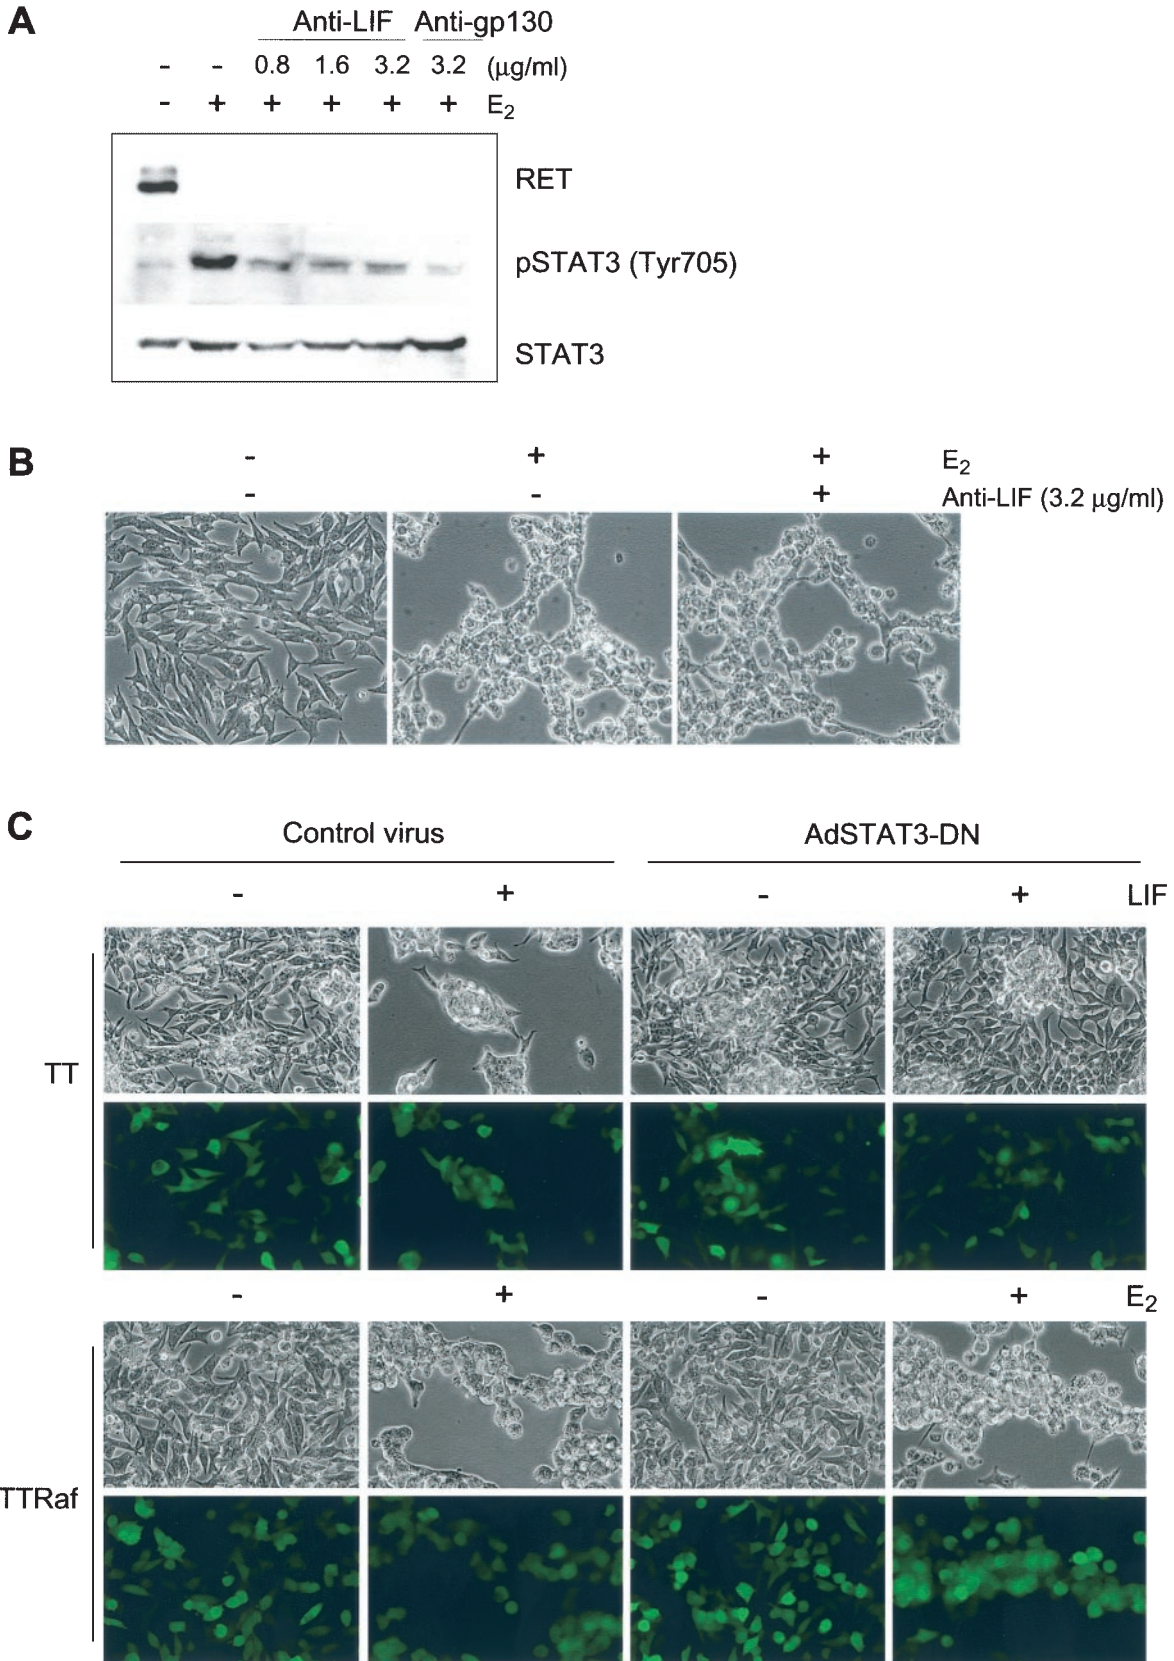 A
Anti-LIF Anti-gp130
- - 0.8 1.6 3.2 3.2 (μg/ml)
- + + + + + E2
RET
pSTAT3 (Tyr705)
STAT3
B
- + + E2
- - + Anti-LIF (3.2 μg/ml)
C
Control virus AdSTAT3-DN
- + - + LIF
TT
- + - + E2
TTRaf